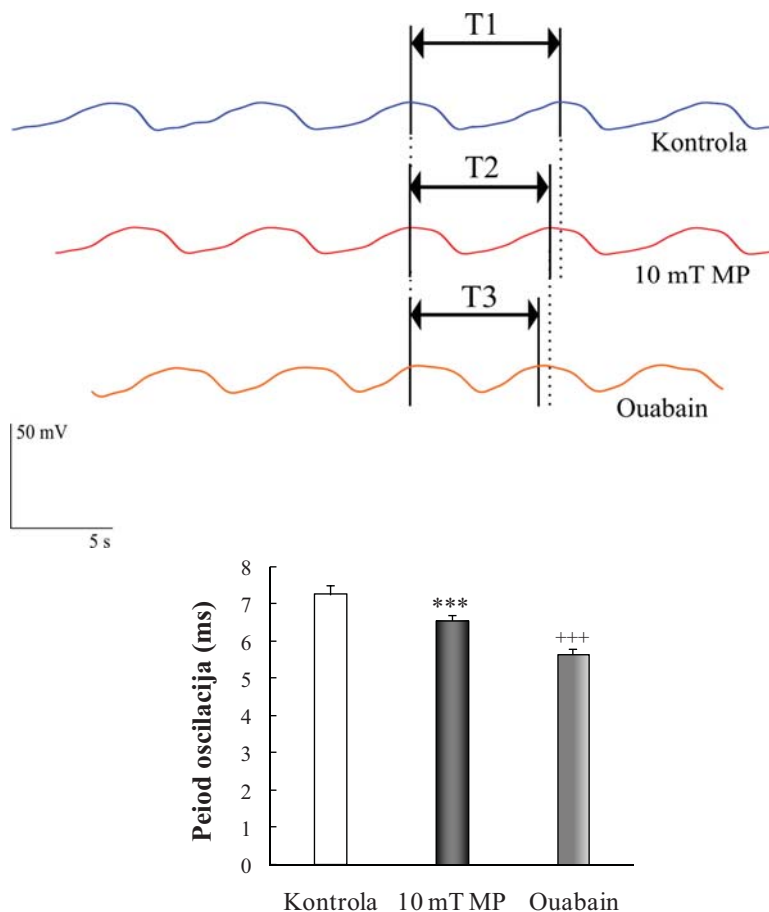 T1
Kontrola
T2
10 mT MP
T3
Ouabain
50 mV
5 s
Peiod oscilacija (ms)
8
7
6
5
4
3
2
1
0
***
+++
Kontrola 10 mT MP Ouabain